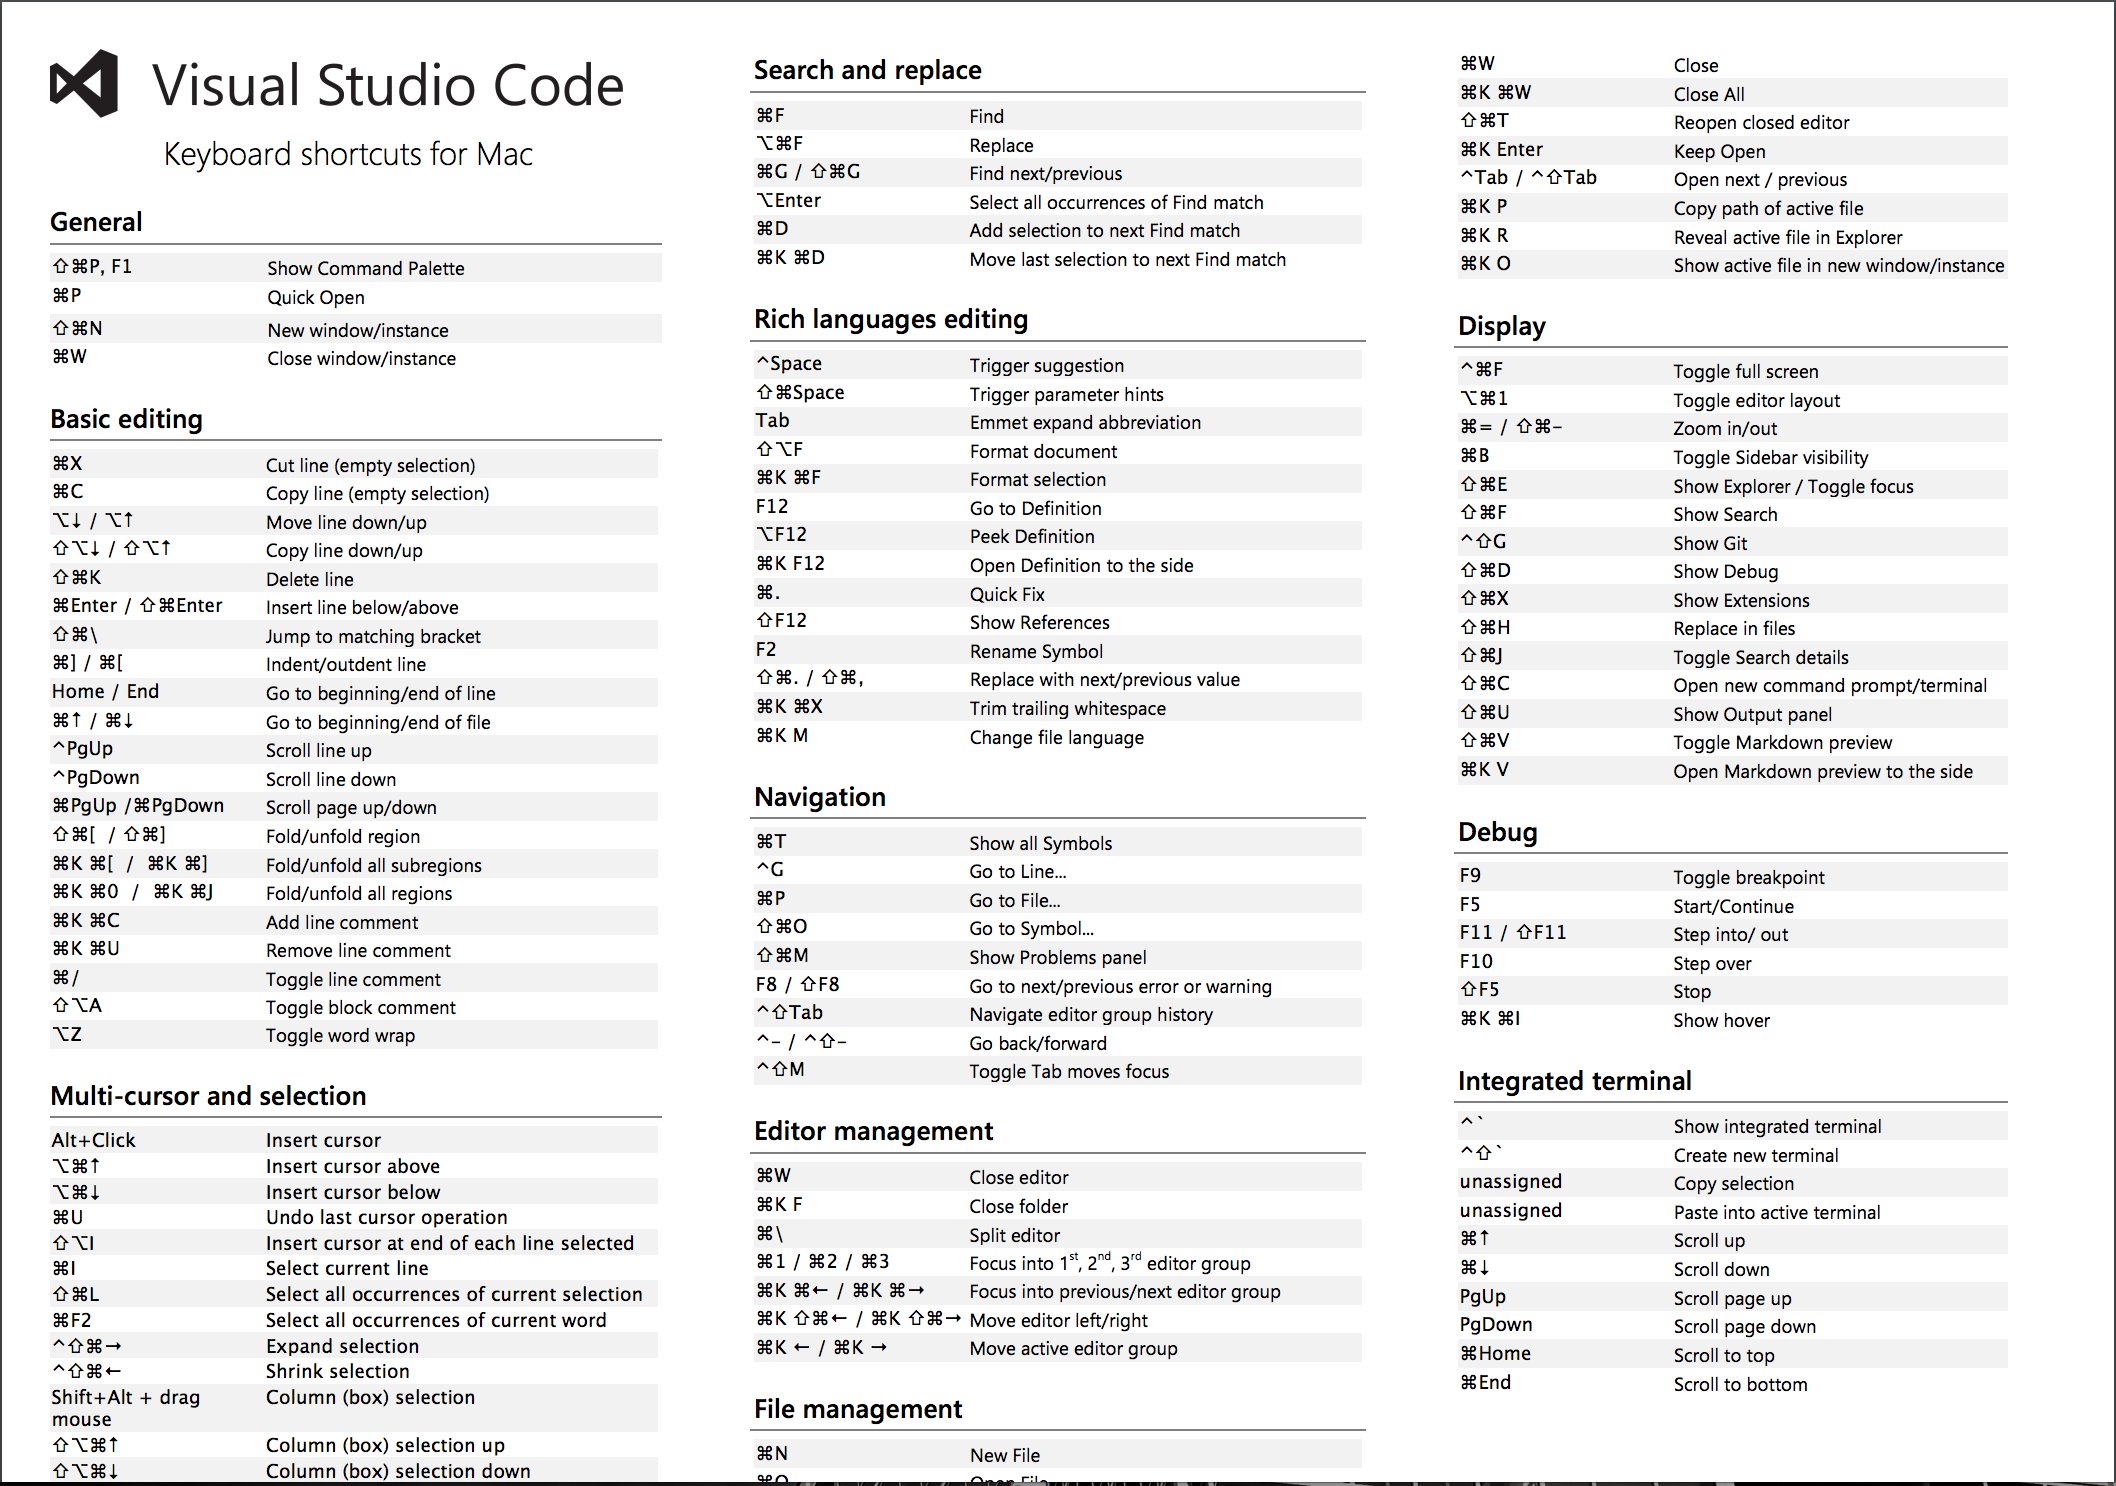 Visual Studio Code
Keyboard shortcuts for Mac
General
⇧⌘P, F1 Show Command Palette
⌘P Quick Open
⇧⌘N New window/instance
⌘W Close window/instance
Basic editing
⌘X Cut line (empty selection)
⌘C Copy line (empty selection)
⌥↓ / ⌥↑ Move line down/up
⇧⌥↓ / ⇧⌥↑ Copy line down/up
⇧⌘K Delete line
⌘Enter / ⇧⌘Enter Insert line below/above
⇧⌘\ Jump to matching bracket
⌘] / ⌘[ Indent/outdent line
Home / End Go to beginning/end of line
⌘↑ / ⌘↓ Go to beginning/end of file
^PgUp Scroll line up
^PgDown Scroll line down
⌘PgUp /⌘PgDown Scroll page up/down
⇧⌘[ / ⇧⌘] Fold/unfold region
⌘K ⌘[ / ⌘K ⌘] Fold/unfold all subregions
⌘K ⌘0 / ⌘K ⌘J Fold/unfold all regions
⌘K ⌘C Add line comment
⌘K ⌘U Remove line comment
⌘/ Toggle line comment
⇧⌥A Toggle block comment
⌥Z Toggle word wrap
Multi-cursor and selection
Alt+Click Insert cursor
⌥⌘↑ Insert cursor above
⌥⌘↓ Insert cursor below
⌘U Undo last cursor operation
⇧⌥I Insert cursor at end of each line selected
⌘I Select current line
⇧⌘L Select all occurrences of current selection
⌘F2 Select all occurrences of current word
^⇧⌘→ Expand selection
^⇧⌘← Shrink selection
Shift+Alt + drag Column (box) selection
mouse
⇧⌥⌘↑ Column (box) selection up
⇧⌥⌘↓ Column (box) selection down
Search and replace
⌘F Find
⌥⌘F Replace
⌘G / ⇧⌘G Find next/previous
⌥Enter Select all occurrences of Find match
⌘D Add selection to next Find match
⌘K ⌘D Move last selection to next Find match
Rich languages editing
^Space Trigger suggestion
⇧⌘Space Trigger parameter hints
Tab Emmet expand abbreviation
⇧⌥F Format document
⌘K ⌘F Format selection
F12 Go to Definition
⌥F12 Peek Definition
⌘K F12 Open Definition to the side
⌘. Quick Fix
⇧F12 Show References
F2 Rename Symbol
⇧⌘. / ⇧⌘, Replace with next/previous value
⌘K ⌘X Trim trailing whitespace
⌘K M Change file language
Navigation
⌘T Show all Symbols
^G Go to Line...
⌘P Go to File...
⇧⌘O Go to Symbol...
⇧⌘M Show Problems panel
F8 / ⇧F8 Go to next/previous error or warning
^⇧Tab Navigate editor group history
^- / ^⇧- Go back/forward
^⇧M Toggle Tab moves focus
Editor management
⌘W Close editor
⌘K F Close folder
⌘\ Split editor
⌘1 / ⌘2 / ⌘3 Focus into 1st, 2nd, 3rd editor group
⌘K ⌘← / ⌘K ⌘→ Focus into previous/next editor group
⌘K ⇧⌘← / ⌘K ⇧⌘→ Move editor left/right
⌘K ← / ⌘K → Move active editor group
File management
⌘N New File
⌘O Open File
⌘W Close
⌘K ⌘W Close All
⇧⌘T Reopen closed editor
⌘K Enter Keep Open
^Tab / ^⇧Tab Open next / previous
⌘K P Copy path of active file
⌘K R Reveal active file in Explorer
⌘K O Show active file in new window/instance
Display
^⌘F Toggle full screen
⌥⌘1 Toggle editor layout
⌘= / ⇧⌘- Zoom in/out
⌘B Toggle Sidebar visibility
⇧⌘E Show Explorer / Toggle focus
⇧⌘F Show Search
^⇧G Show Git
⇧⌘D Show Debug
⇧⌘X Show Extensions
⇧⌘H Replace in files
⇧⌘J Toggle Search details
⇧⌘C Open new command prompt/terminal
⇧⌘U Show Output panel
⇧⌘V Toggle Markdown preview
⌘K V Open Markdown preview to the side
Debug
F9 Toggle breakpoint
F5 Start/Continue
F11 / ⇧F11 Step into/ out
F10 Step over
⇧F5 Stop
⌘K ⌘I Show hover
Integrated terminal
^` Show integrated terminal
^⇧` Create new terminal
unassigned Copy selection
unassigned Paste into active terminal
⌘↑ Scroll up
⌘↓ Scroll down
PgUp Scroll page up
PgDown Scroll page down
⌘Home Scroll to top
⌘End Scroll to bottom